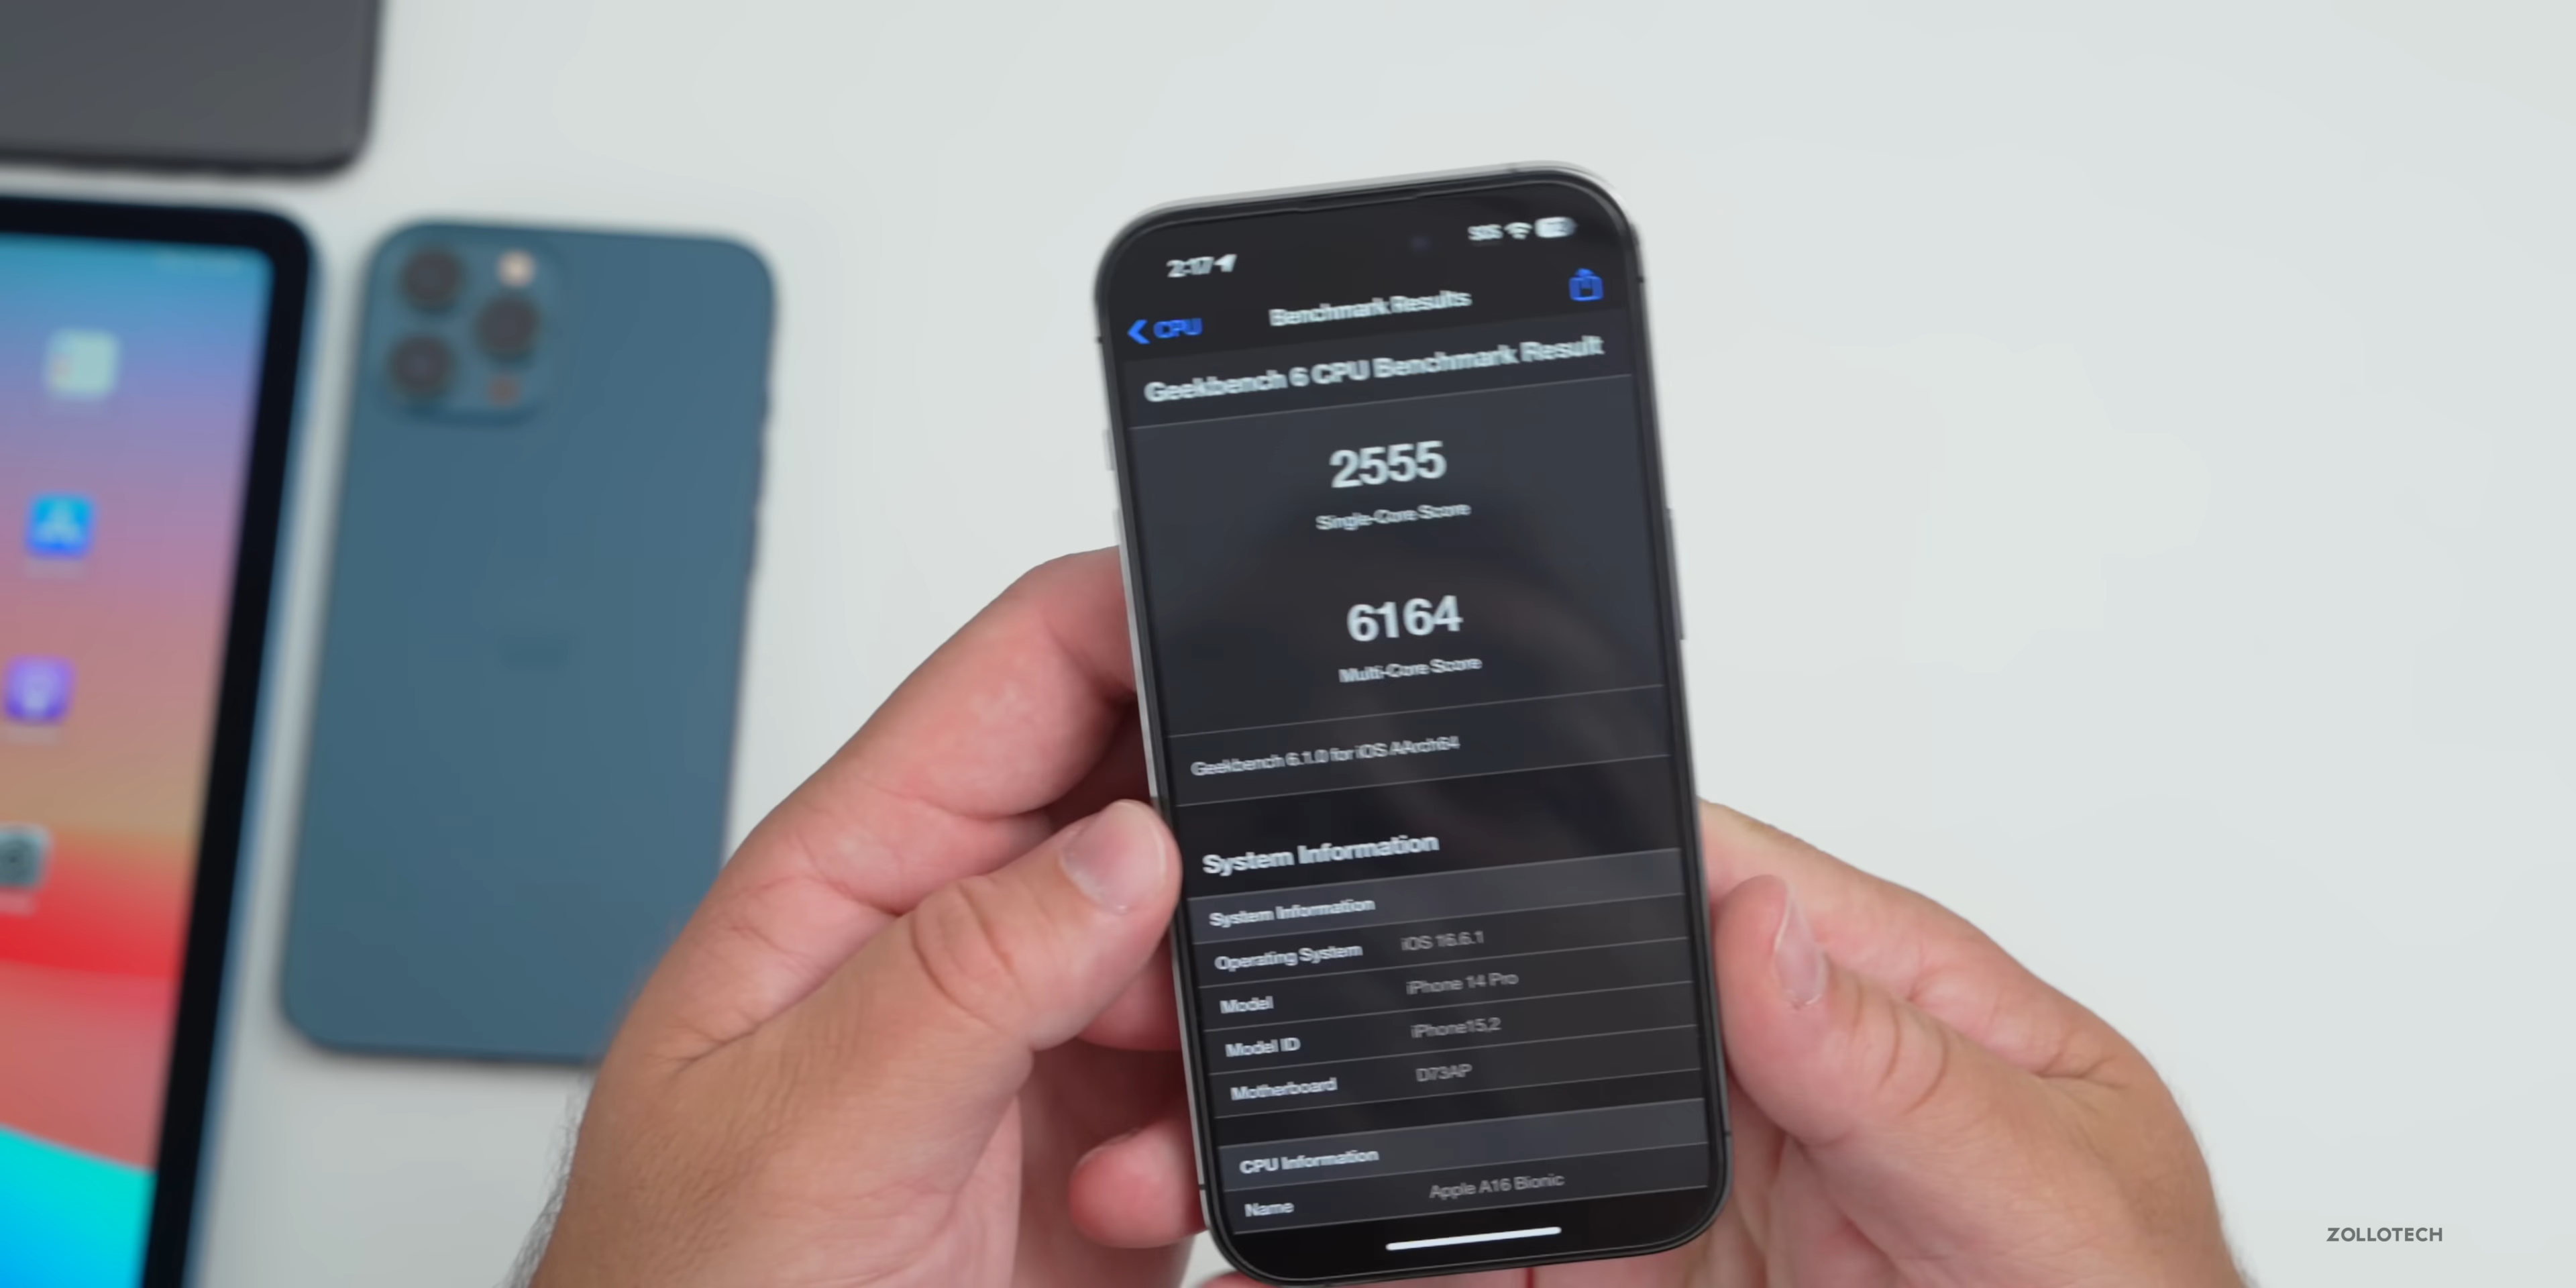 2:17
SOS
CPU
Benchmark Results
Geekbench 6 CPU Benchmark Result
2555
Single-Core Score
6164
Multi-Core Score
Geekbench 6.1.0 for iOS AArch64
System Information
System Information
Operating System iOS 16.6.1
Model iPhone 14 Pro
Model ID iPhone15,2
Motherboard D73AP
CPU Information
Name Apple A16 Bionic
ZOLLOTECH